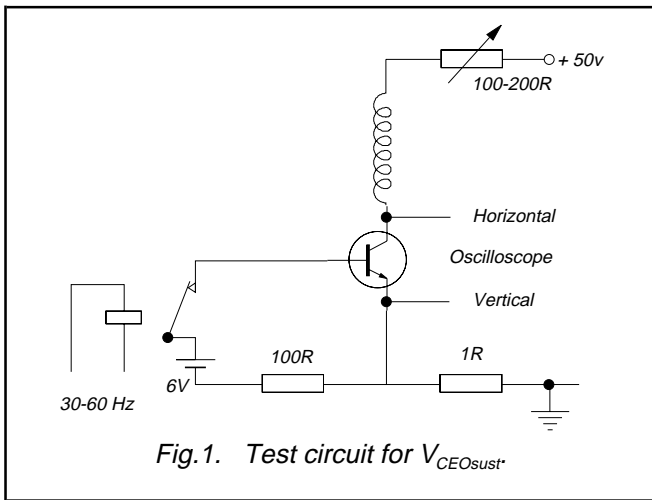 + 50v
100-200R
Horizontal
Oscilloscope
Vertical
100R
1R
6V
30-60 Hz
Fig.1. Test circuit for VCEOsust.